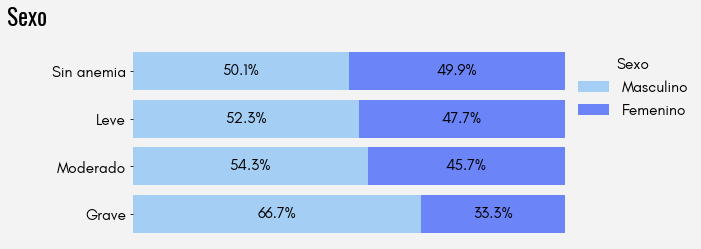 Sexo
Sin anemia 50.1% 49.9%
Leve 52.3% 47.7%
Moderado 54.3% 45.7%
Grave 66.7% 33.3%
Sexo
Masculino
Femenino